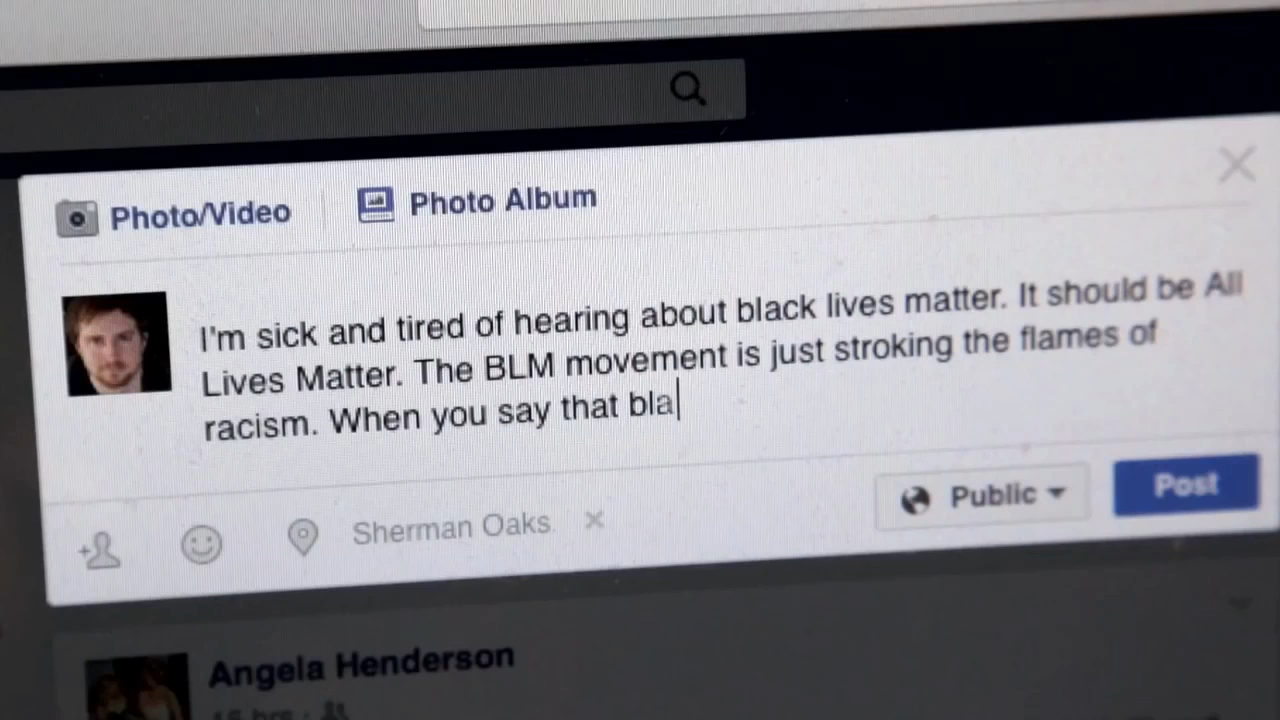 Photo/Video
Photo Album
I'm sick and tired of hearing about black lives matter. It should be All
Lives Matter. The BLM movement is just stroking the flames of
racism. When you say that bla
Sherman Oaks
Public
Post
Angela Henderson
15 hrs